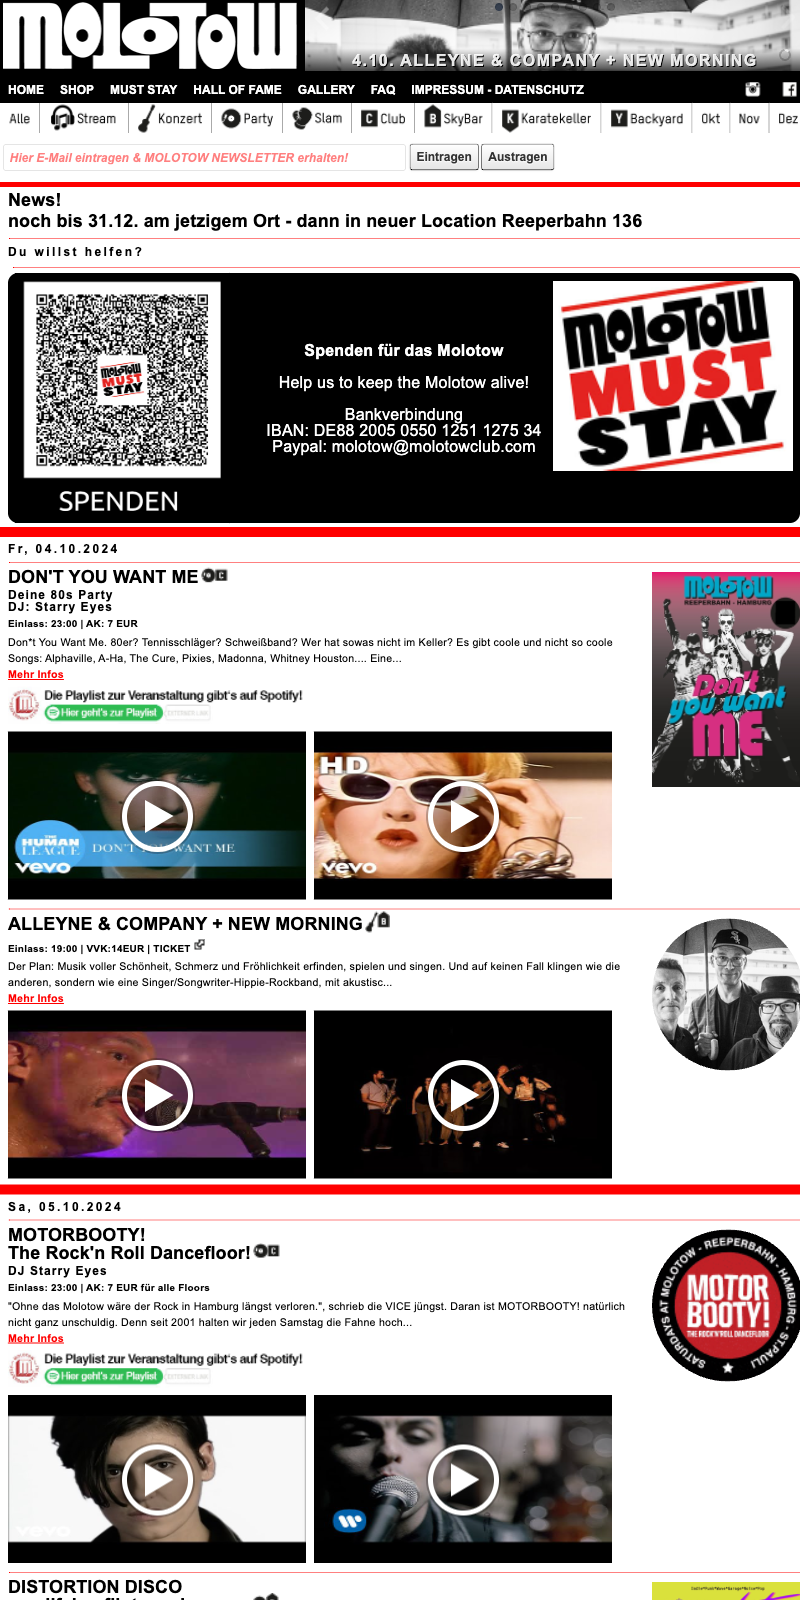 MOLOTOW
4.10. ALLEYNE & COMPANY + NEW MORNING
HOME SHOP MUST STAY HALL OF FAME GALLERY FAQ IMPRESSUM - DATENSCHUTZ
Alle Stream Konzert Party Slam C Club B SkyBar K Karatekeller Y Backyard Okt Nov Dez
Hier E-Mail eintragen & MOLOTOW NEWSLETTER erhalten! Eintragen Austragen
News!
noch bis 31.12. am jetzigem Ort - dann in neuer Location Reeperbahn 136
Du willst helfen?
MOLOTOW
MUST
STAY
SPENDEN
Spenden für das Molotow
Help us to keep the Molotow alive!
Bankverbindung
IBAN: DE88 2005 0550 1251 1275 34
Paypal: molotow@molotowclub.com
MOLOTOW
MUST
STAY
Fr, 04.10.2024
DON'T YOU WANT ME C
Deine 80s Party
DJ: Starry Eyes
Einlass: 23:00 | AK: 7 EUR
Don*t You Want Me. 80er? Tennisschläger? Schweißband? Wer hat sowas nicht im Keller? Es gibt coole und nicht so coole
Songs: Alphaville, A-Ha, The Cure, Pixies, Madonna, Whitney Houston.... Eine...
Mehr Infos
Die Playlist zur Veranstaltung gibt's auf Spotify!
Hier geht's zur Playlist EXTERNER LINK
MOLOTOW
REEPERBAHN - HAMBURG
Don't
you want
ME
THE
HUMAN
LEAGUE
DON'T YOU WANT ME
vevo
HD
vevo
ALLEYNE & COMPANY + NEW MORNING B
Einlass: 19:00 | VVK:14EUR | TICKET
Der Plan: Musik voller Schönheit, Schmerz und Fröhlichkeit erfinden, spielen und singen. Und auf keinen Fall klingen wie die
anderen, sondern wie eine Singer/Songwriter-Hippie-Rockband, mit akustisc...
Mehr Infos
Sa, 05.10.2024
MOTORBOOTY!
The Rock'n Roll Dancefloor! C
DJ Starry Eyes
Einlass: 23:00 | AK: 7 EUR für alle Floors
"Ohne das Molotow wäre der Rock in Hamburg längst verloren.", schrieb die VICE jüngst. Daran ist MOTORBOOTY! natürlich
nicht ganz unschuldig. Denn seit 2001 halten wir jeden Samstag die Fahne hoch...
Mehr Infos
Die Playlist zur Veranstaltung gibt's auf Spotify!
Hier geht's zur Playlist EXTERNER LINK
SATURDAYS AT MOLOTOW - REEPERBAHN - HAMBURG - ST.PAULI
MOTOR
BOOTY!
THE ROCK'N'ROLL DANCEFLOOR
vevo
DISTORTION DISCO